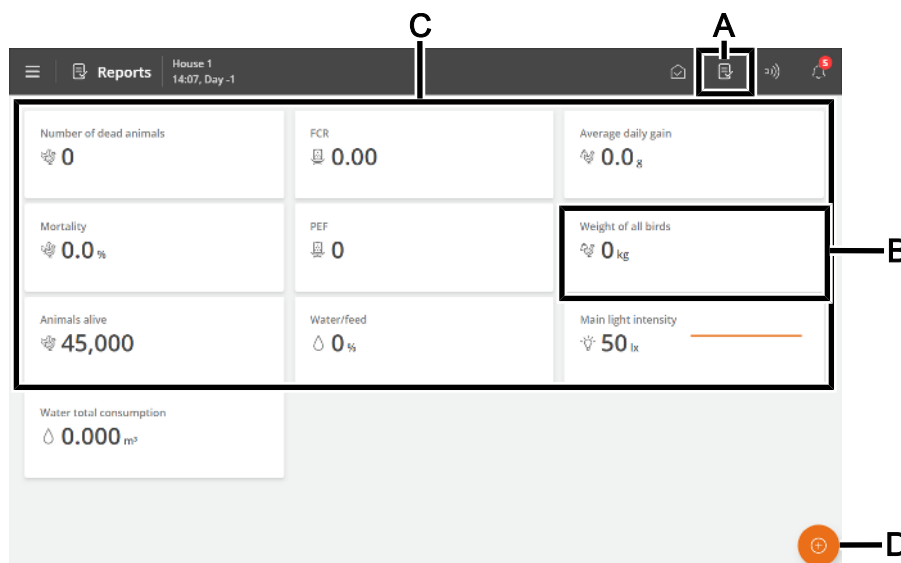 C
A
Reports
House 1
14:07, Day -1
5
Number of dead animals
0
FCR
0.00
Average daily gain
0.0 g
Mortality
0.0 %
PEF
0
Weight of all birds
0 kg
B
Animals alive
45,000
Water/feed
0 %
Main light intensity
50 lx
Water total consumption
0.000 m³
D